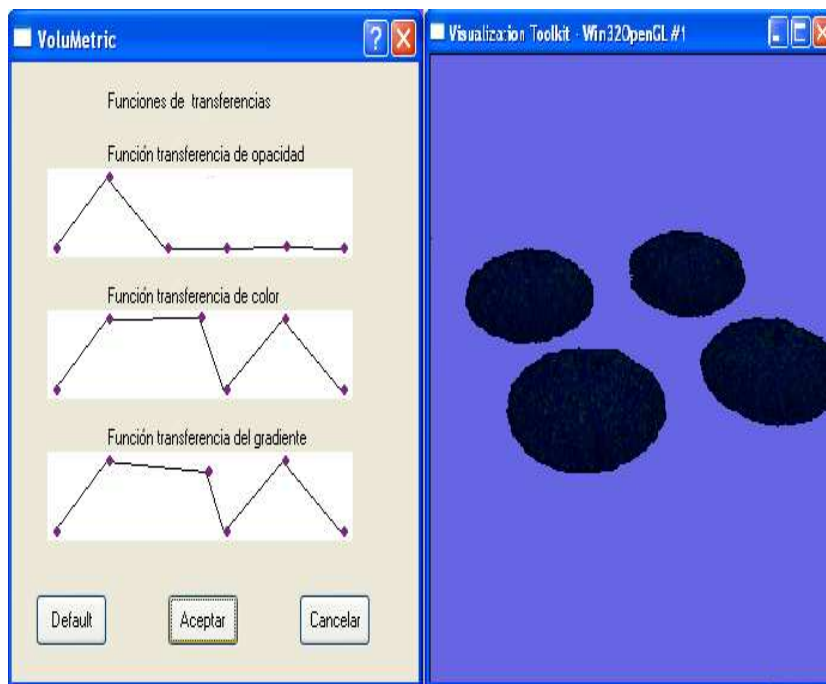 VoluMetric
Funciones de transferencias
Función transferencia de opacidad
Función transferencia de color
Función transferencia del gradiente
Default
Aceptar
Cancelar
Visualization Toolkit - Win32OpenGL #1